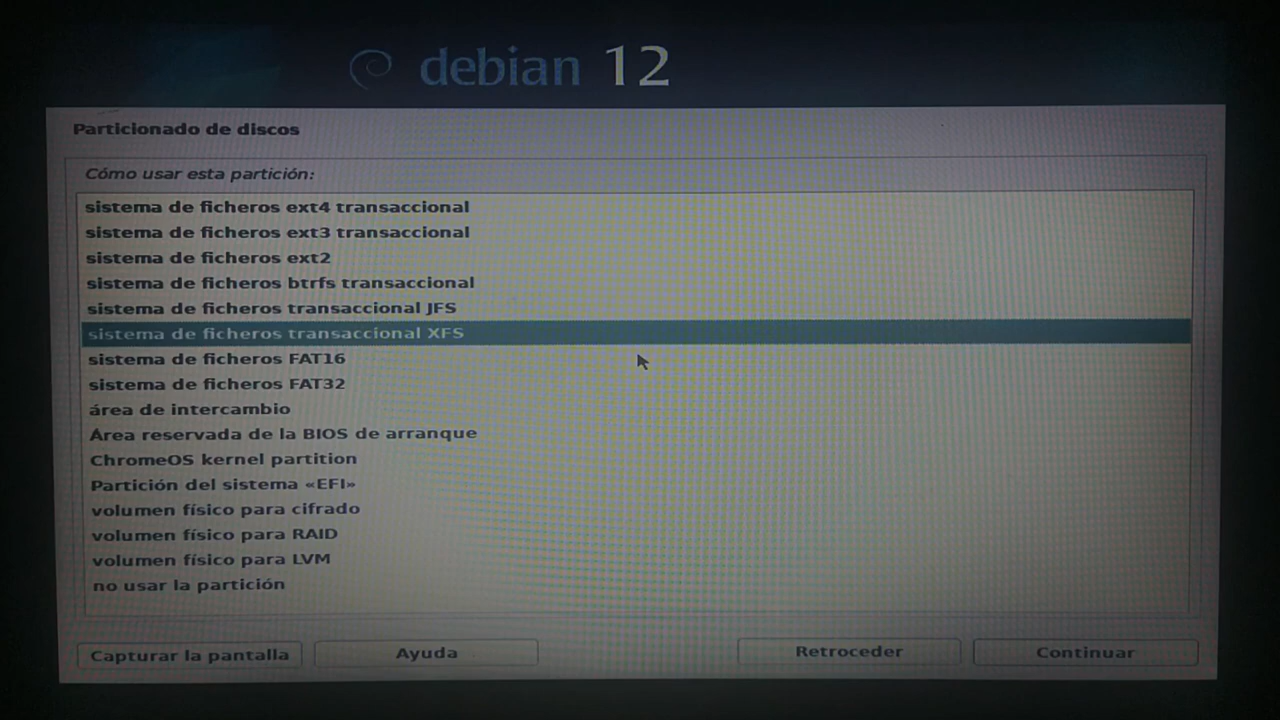 debian 12
Particionado de discos
Cómo usar esta partición:
sistema de ficheros ext4 transaccional
sistema de ficheros ext3 transaccional
sistema de ficheros ext2
sistema de ficheros btrfs transaccional
sistema de ficheros transaccional JFS
sistema de ficheros transaccional XFS
sistema de ficheros FAT16
sistema de ficheros FAT32
área de intercambio
Área reservada de la BIOS de arranque
ChromeOS kernel partition
Partición del sistema «EFI»
volumen físico para cifrado
volumen físico para RAID
volumen físico para LVM
no usar la partición
Capturar la pantalla Ayuda Retroceder Continuar